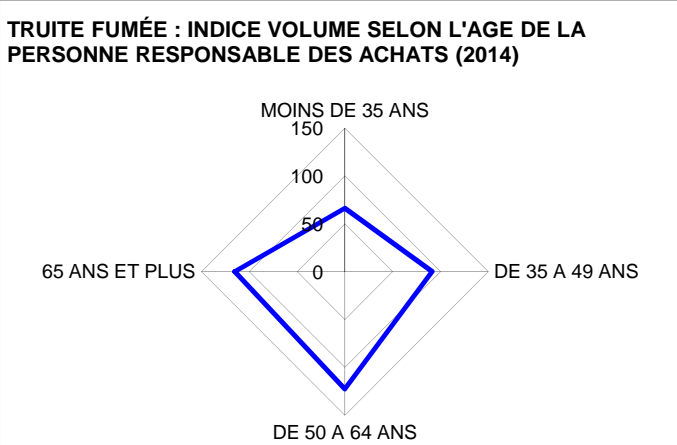 TRUITE FUMÉE : INDICE VOLUME SELON L'AGE DE LA
PERSONNE RESPONSABLE DES ACHATS (2014)
MOINS DE 35 ANS
150
100
50
65 ANS ET PLUS
0
DE 35 A 49 ANS
DE 50 A 64 ANS